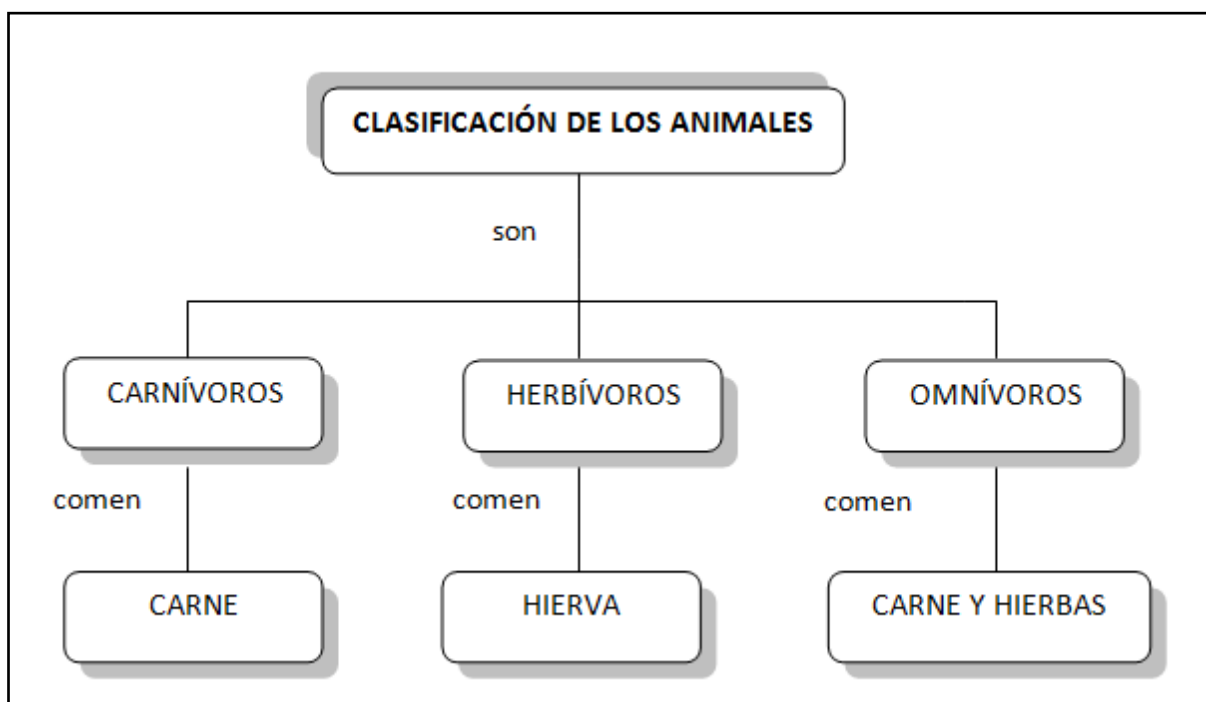 CLASIFICACIÓN DE LOS ANIMALES
son
CARNÍVOROS
HERBÍVOROS
OMNÍVOROS
comen
comen
comen
CARNE
HIERVA
CARNE Y HIERBAS